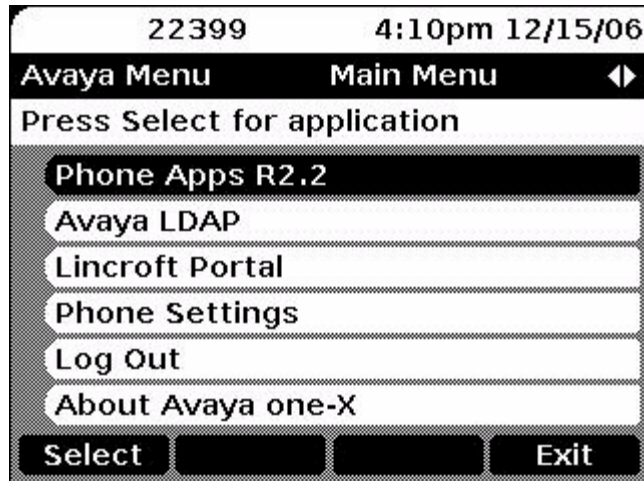 22399 4:10pm 12/15/06
Avaya Menu Main Menu
Press Select for application
Phone Apps R2.2
Avaya LDAP
Lincroft Portal
Phone Settings
Log Out
About Avaya one-X
Select Exit